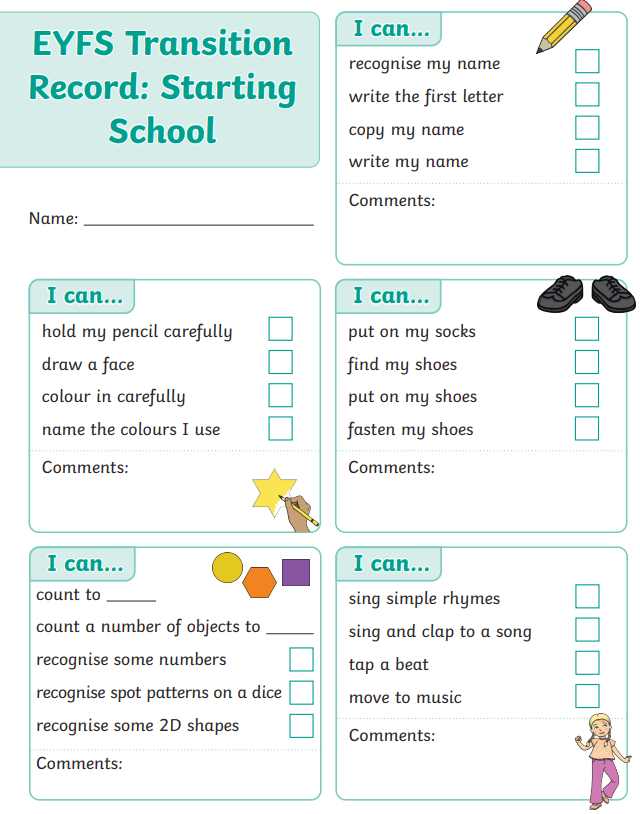 EYFS Transition
Record: Starting
School
Name:
I can...
recognise my name
write the first letter
copy my name
write my name
Comments:
I can...
hold my pencil carefully
draw a face
colour in carefully
name the colours I use
Comments:
I can...
put on my socks
find my shoes
put on my shoes
fasten my shoes
Comments:
I can...
count to
count a number of objects to
recognise some numbers
recognise spot patterns on a dice
recognise some 2D shapes
Comments:
I can...
sing simple rhymes
sing and clap to a song
tap a beat
move to music
Comments: